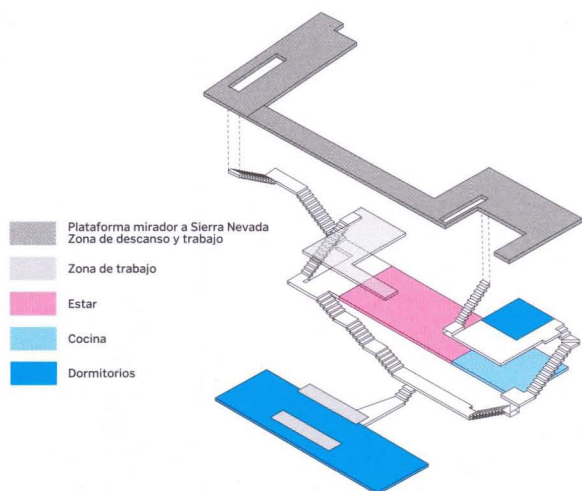 Plataforma mirador a Sierra Nevada
Zona de descanso y trabajo
Zona de trabajo
Estar
Cocina
Dormitorios